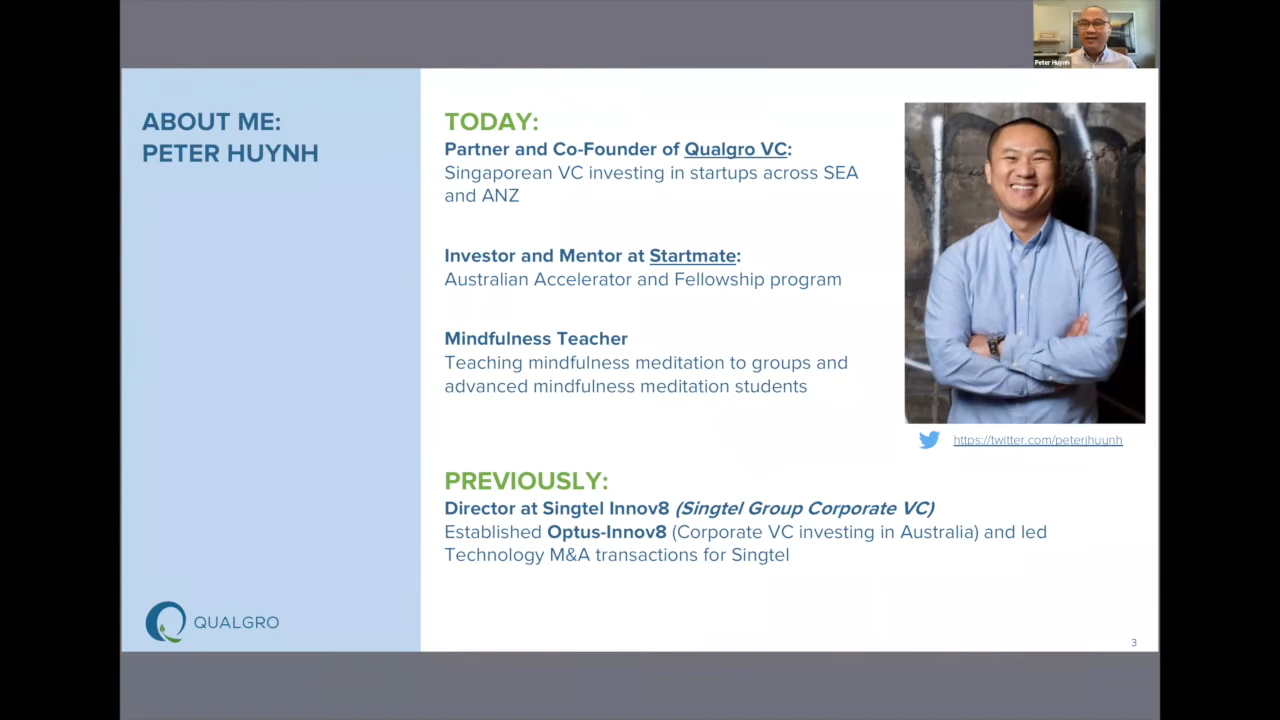 Peter Huynh
ABOUT ME:
PETER HUYNH
TODAY:
Partner and Co-Founder of Qualgro VC:
Singaporean VC investing in startups across SEA
and ANZ
Investor and Mentor at Startmate:
Australian Accelerator and Fellowship program
Mindfulness Teacher
Teaching mindfulness meditation to groups and
advanced mindfulness meditation students
https://twitter.com/peterjhuynh
PREVIOUSLY:
Director at Singtel Innov8 (Singtel Group Corporate VC)
Established Optus-Innov8 (Corporate VC investing in Australia) and led
Technology M&A transactions for Singtel
QUALGRO
3